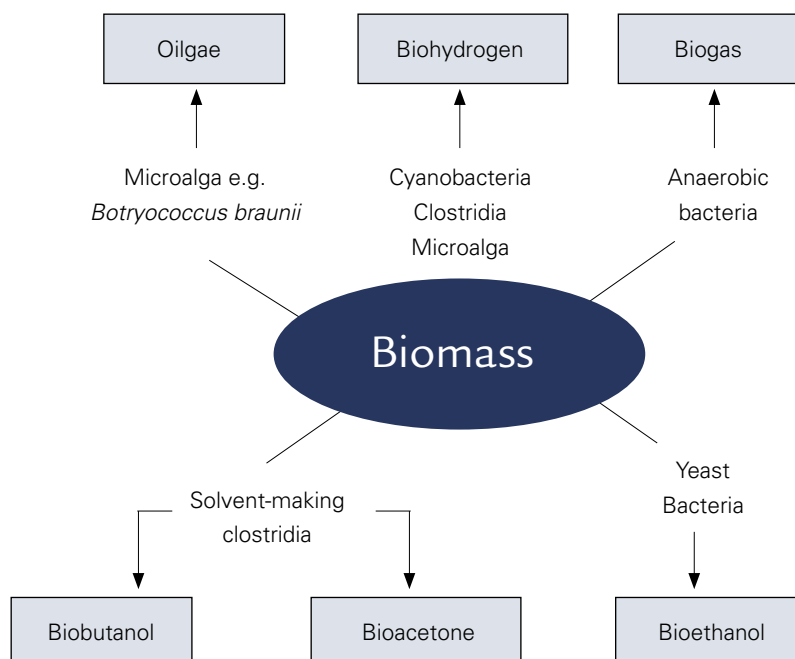 Oilgae
Biohydrogen
Biogas
Microalga e.g.
Botryococcus braunii
Cyanobacteria
Clostridia
Microalga
Anaerobic
bacteria
Biomass
Solvent-making
clostridia
Yeast
Bacteria
Biobutanol
Bioacetone
Bioethanol